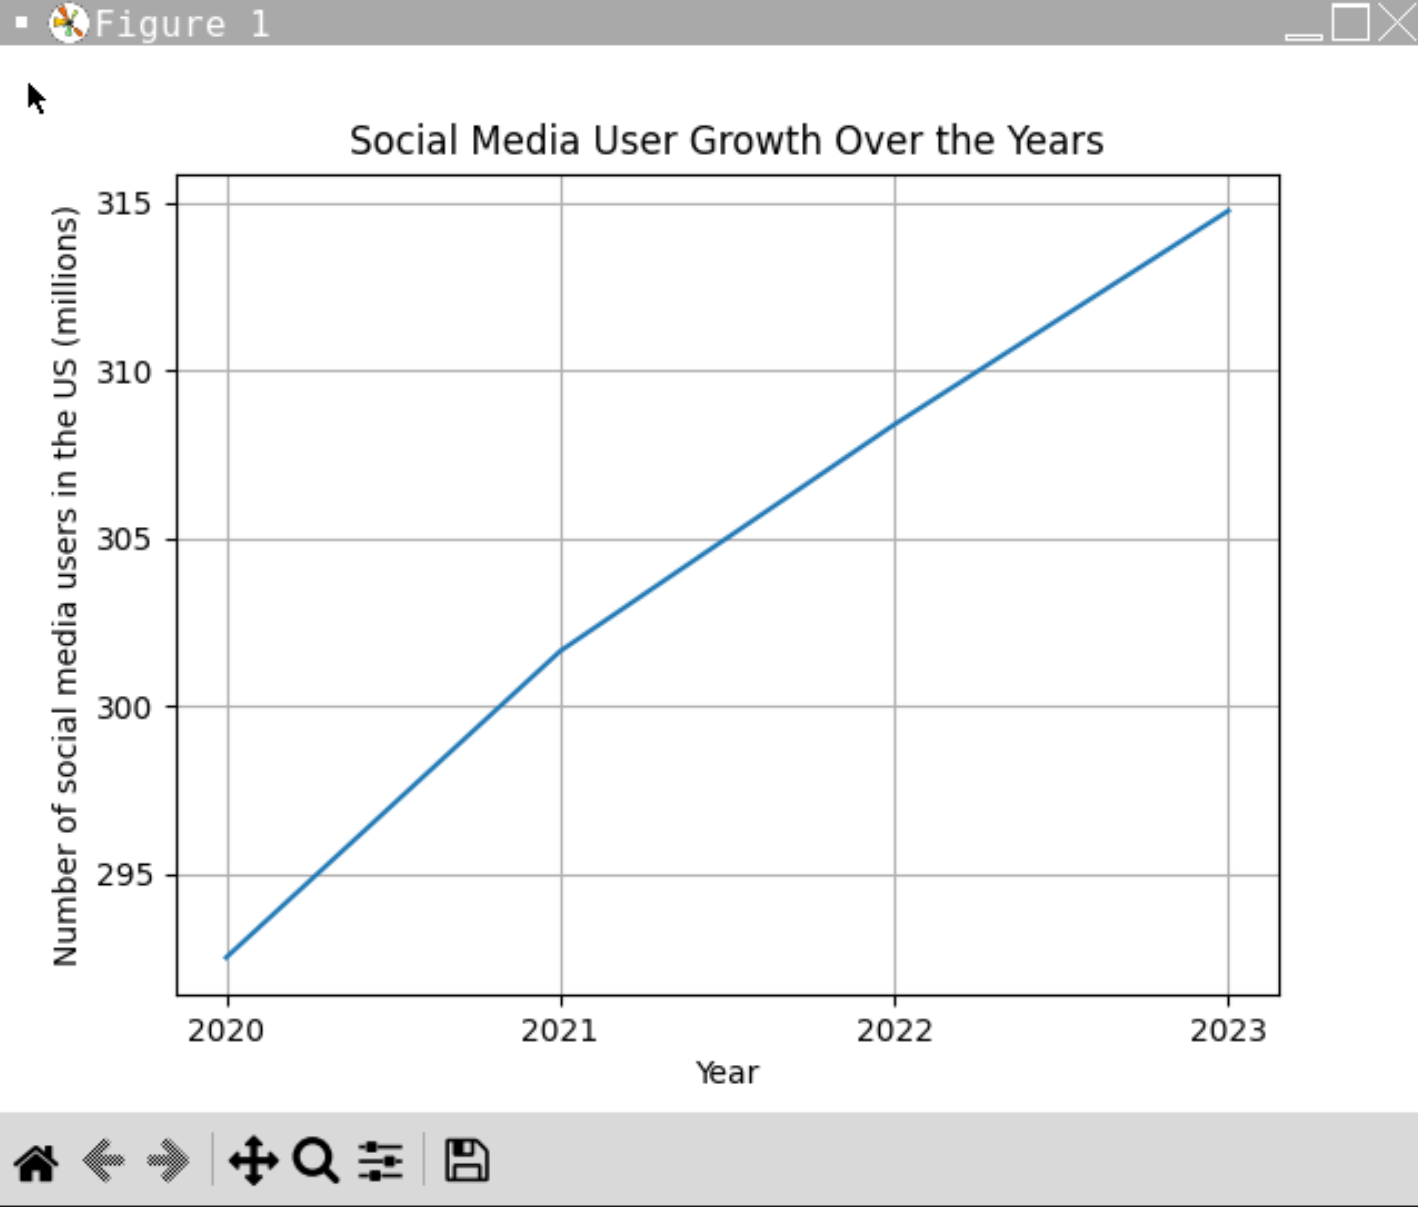 Figure 1
Social Media User Growth Over the Years
Number of social media users in the US (millions)
315
310
305
300
295
2020 2021 2022 2023
Year